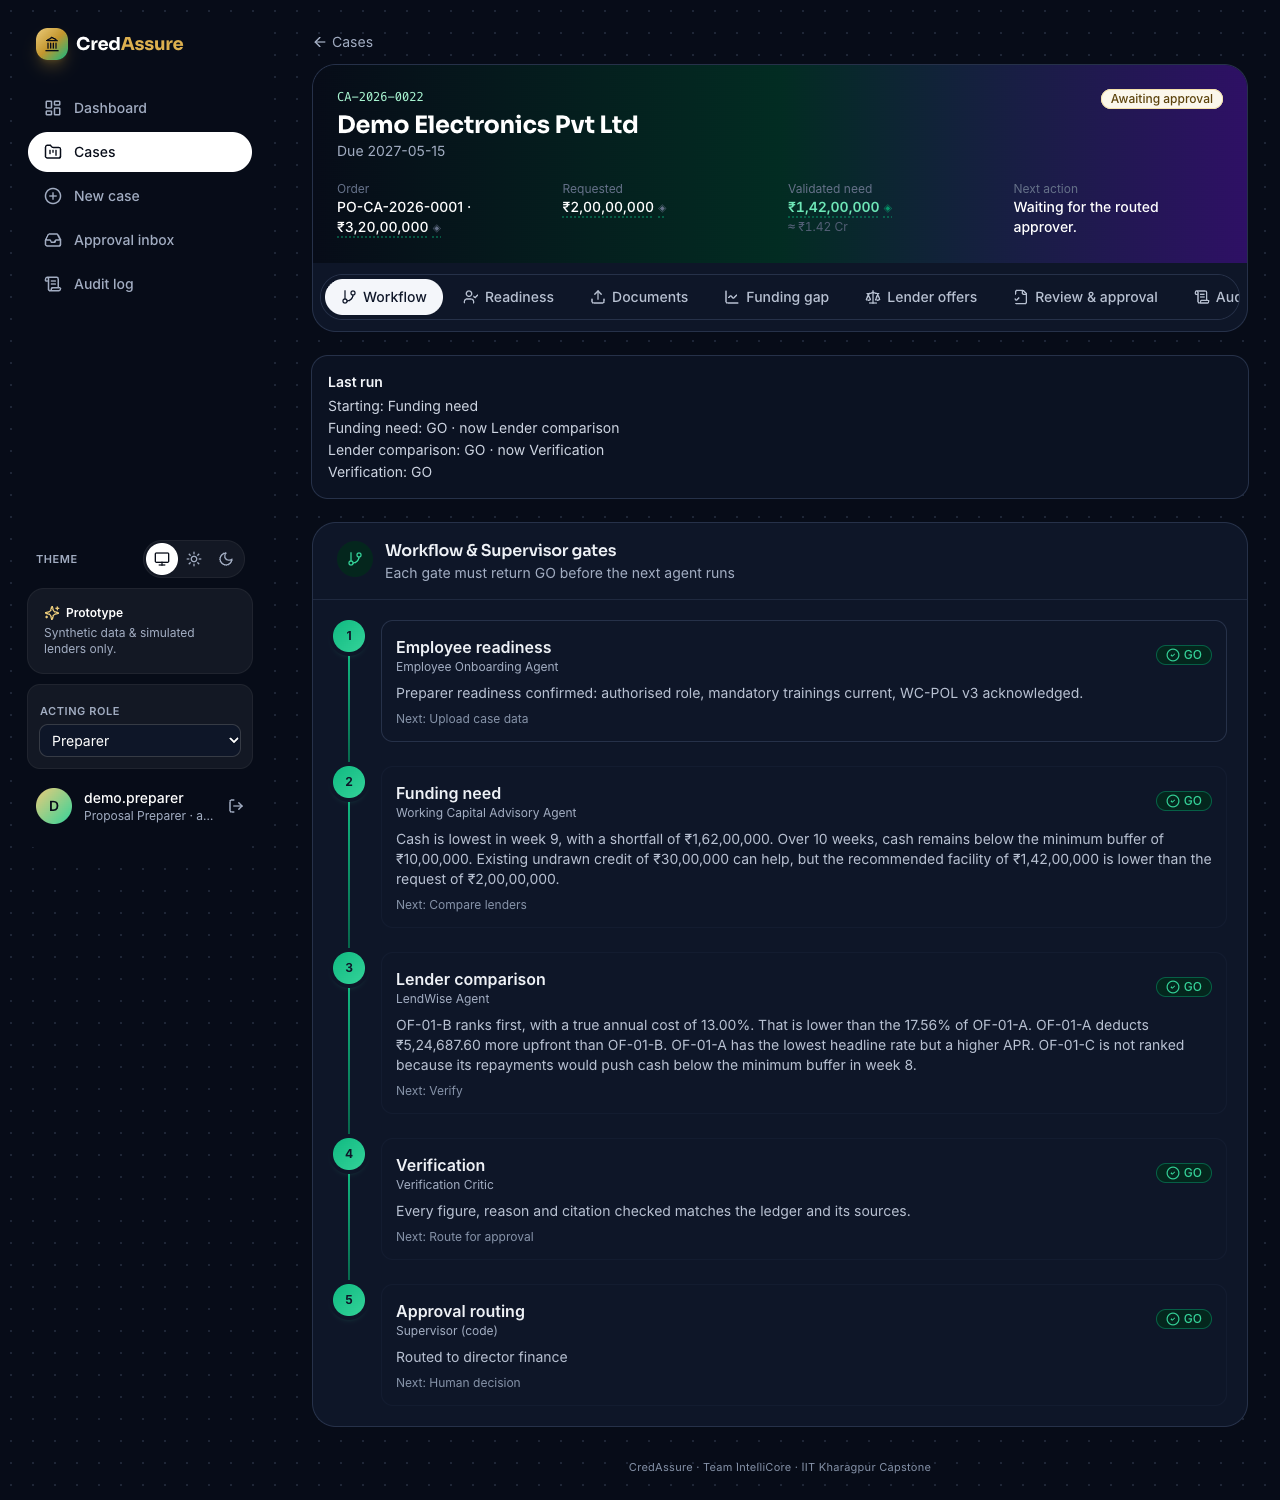 CredAssure
Dashboard
Cases
New case
Approval inbox
Audit log
THEME
Prototype
Synthetic data & simulated
lenders only.
ACTING ROLE
Preparer
D
demo.preparer
Proposal Preparer · a...
← Cases
CA-2026-0022
Awaiting approval
Demo Electronics Pvt Ltd
Due 2027-05-15
Order
PO-CA-2026-0001 ·
₹3,20,00,000
Requested
₹2,00,00,000
Validated need
₹1,42,00,000
≈ ₹1.42 Cr
Next action
Waiting for the routed
approver.
Workflow
Readiness
Documents
Funding gap
Lender offers
Review & approval
Aud
Last run
Starting: Funding need
Funding need: GO · now Lender comparison
Lender comparison: GO · now Verification
Verification: GO
Workflow & Supervisor gates
Each gate must return GO before the next agent runs
1
Employee readiness
Employee Onboarding Agent
GO
Preparer readiness confirmed: authorised role, mandatory trainings current, WC-POL v3 acknowledged.
Next: Upload case data
2
Funding need
Working Capital Advisory Agent
GO
Cash is lowest in week 9, with a shortfall of ₹1,62,00,000. Over 10 weeks, cash remains below the minimum buffer of
₹10,00,000. Existing undrawn credit of ₹30,00,000 can help, but the recommended facility of ₹1,42,00,000 is lower than the
request of ₹2,00,00,000.
Next: Compare lenders
3
Lender comparison
LendWise Agent
GO
OF-01-B ranks first, with a true annual cost of 13.00%. That is lower than the 17.56% of OF-01-A. OF-01-A deducts
₹5,24,687.60 more upfront than OF-01-B. OF-01-A has the lowest headline rate but a higher APR. OF-01-C is not ranked
because its repayments would push cash below the minimum buffer in week 8.
Next: Verify
4
Verification
Verification Critic
GO
Every figure, reason and citation checked matches the ledger and its sources.
Next: Route for approval
5
Approval routing
Supervisor (code)
GO
Routed to director finance
Next: Human decision
CredAssure · Team IntelliCore · IIT Kharagpur Capstone